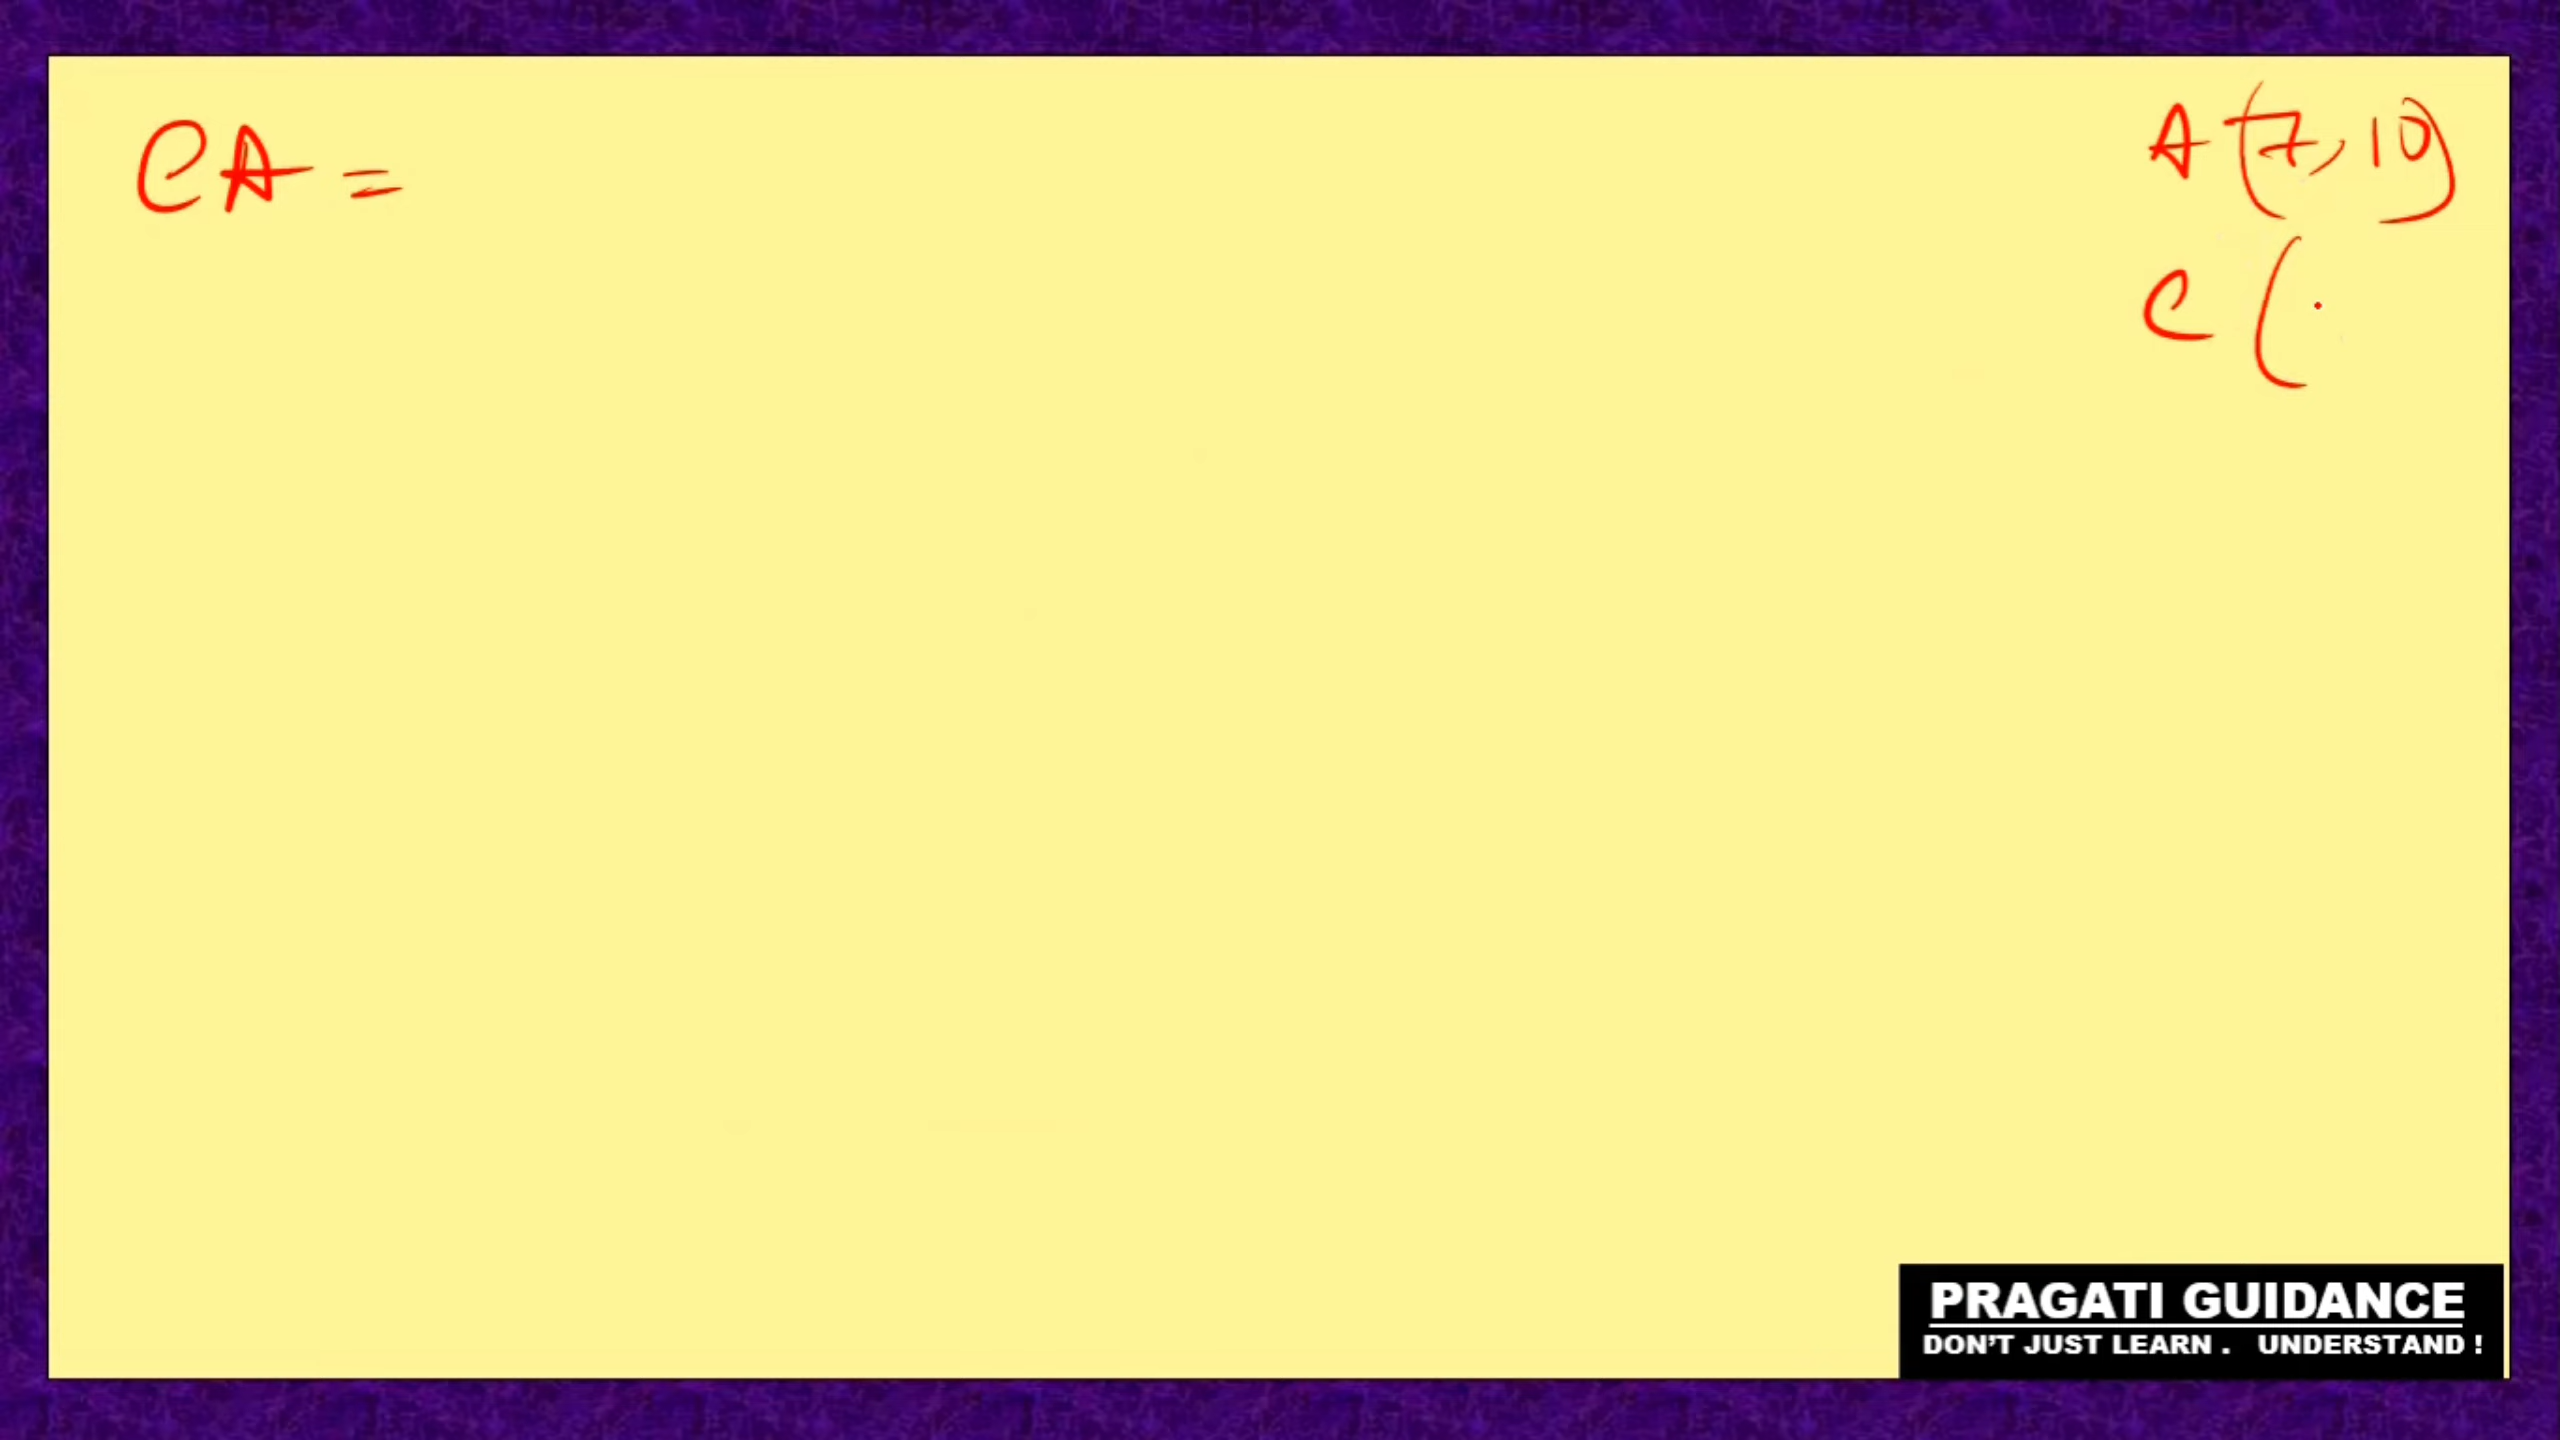 CA =
A (7, 10)
C (
PRAGATI GUIDANCE
DON'T JUST LEARN . UNDERSTAND !